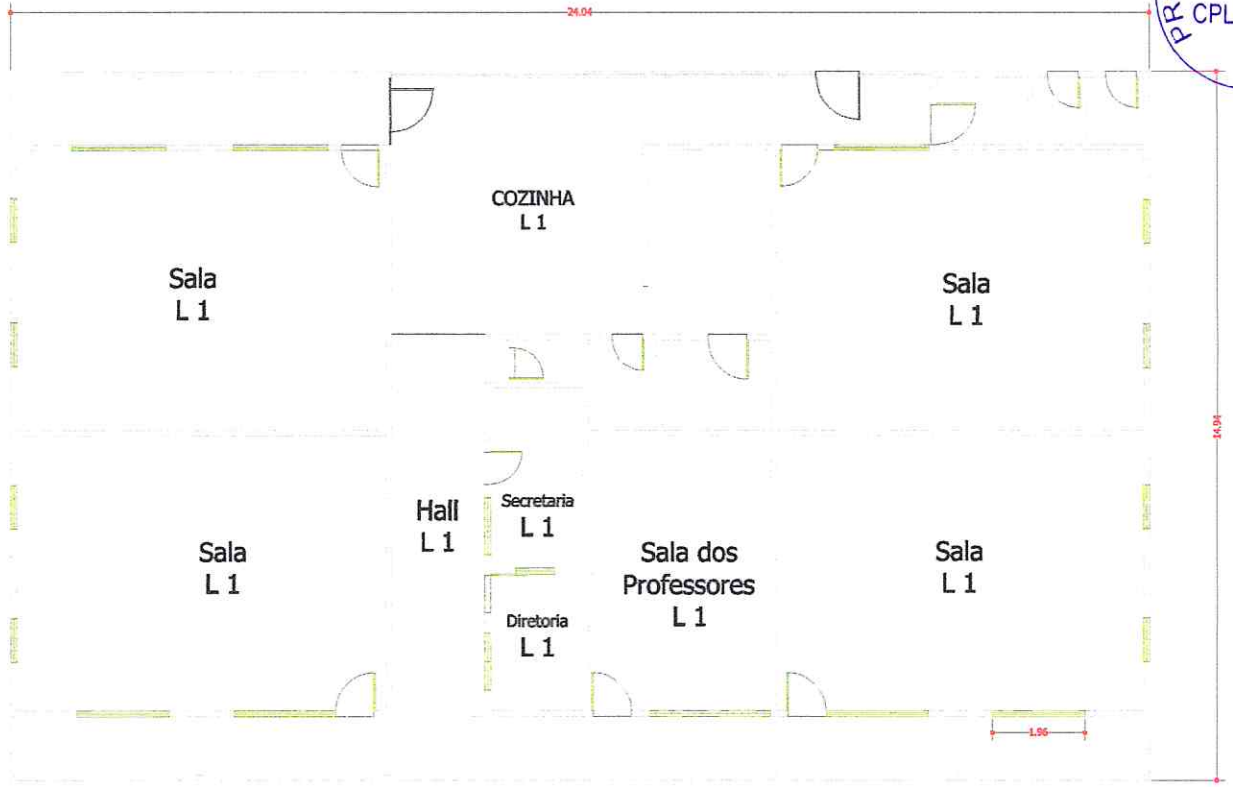 24.04
CPL
COZINHA
L 1
Sala
L 1
Sala
L 1
14.94
Hall
L 1
Secretaria
L 1
Sala
L 1
Sala dos
Professores
L 1
Sala
L 1
Diretoria
L 1
1.96